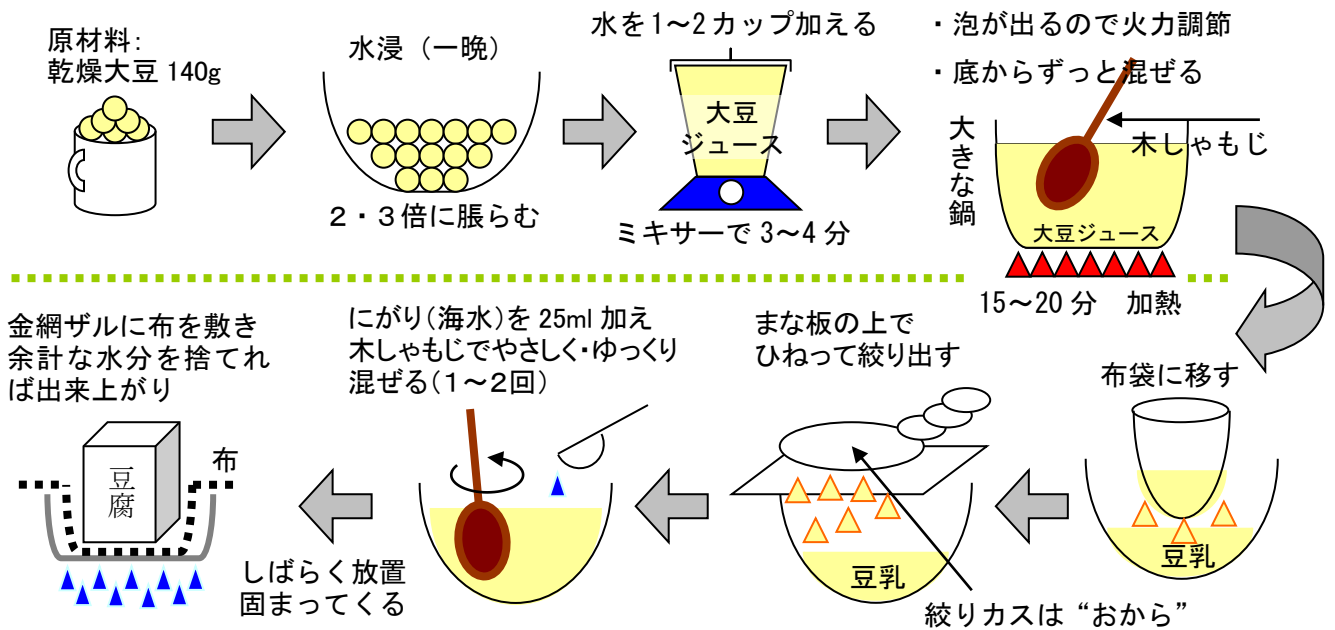 原材料：
乾燥大豆 140g
水浸（一晩）
２・３倍に脹らむ
水を１～２カップ加える
大豆
ジュース
ミキサーで 3～4 分
・泡が出るので火力調節
・底からずっと混ぜる
大きな鍋
木しゃもじ
大豆ジュース
15～20 分　加熱
布袋に移す
豆乳
まな板の上で
ひねって絞り出す
豆乳
絞りカスは“おから”
にがり（海水）を 25ml 加え
木しゃもじでやさしく・ゆっくり
混ぜる（１～２回）
しばらく放置
固まってくる
金網ザルに布を敷き
余計な水分を捨てれ
ば出来上がり
布
豆腐